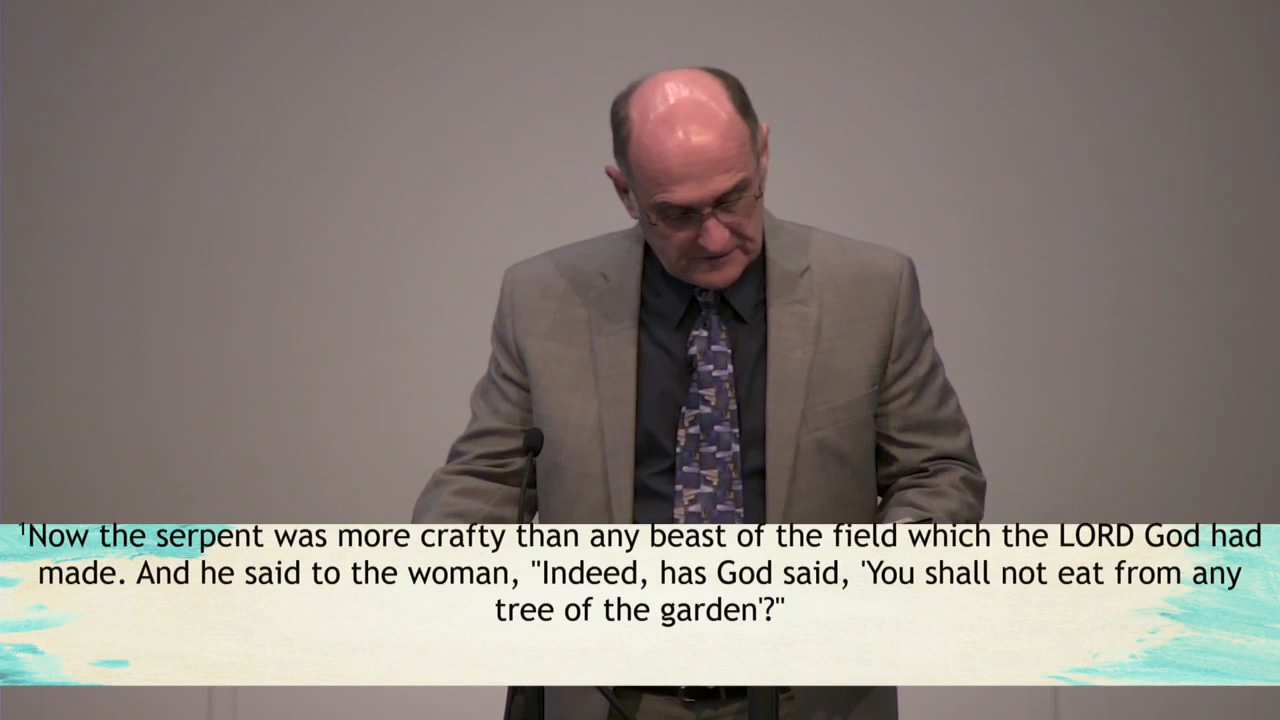 ¹Now the serpent was more crafty than any beast of the field which the LORD God had
made. And he said to the woman, "Indeed, has God said, 'You shall not eat from any
tree of the garden'?"